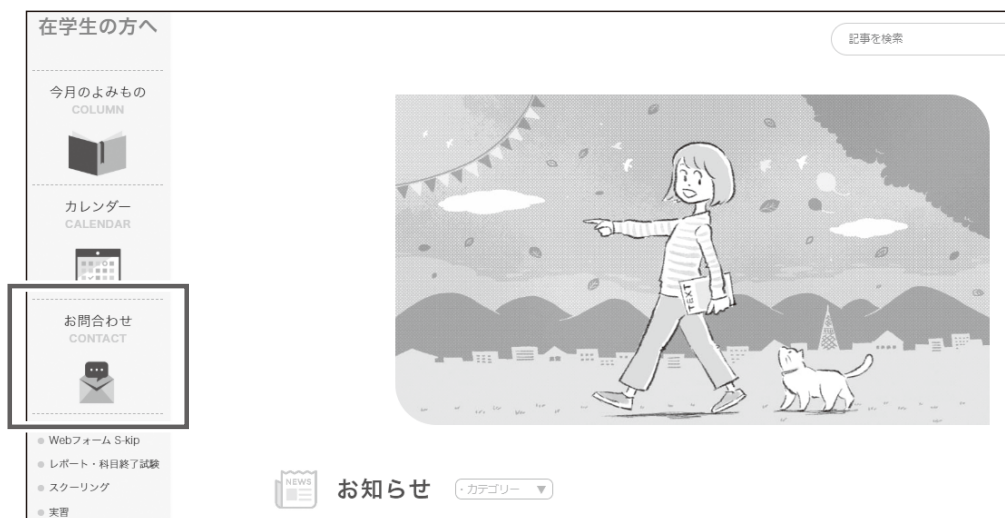 在学生の方へ
記事を検索
今月のよみもの
COLUMN
カレンダー
CALENDAR
お問合わせ
CONTACT
Webフォーム S-kip
レポート・科目終了試験
スクーリング
実習
TEXT
NEWS
お知らせ
・カテゴリー ▼